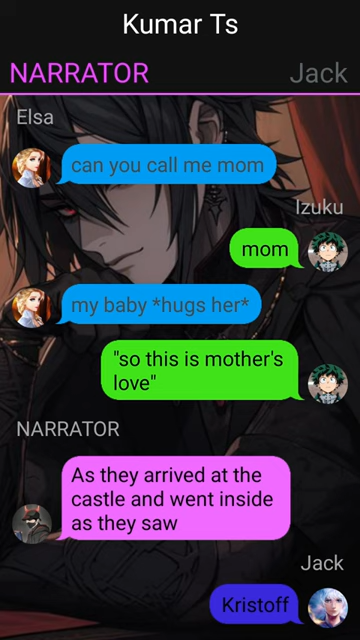 Kumar Ts
NARRATOR Jack
Elsa
can you call me mom
Izuku
mom
my baby *hugs her*
"so this is mother's
love"
NARRATOR
As they arrived at the
castle and went inside
as they saw
Jack
Kristoff